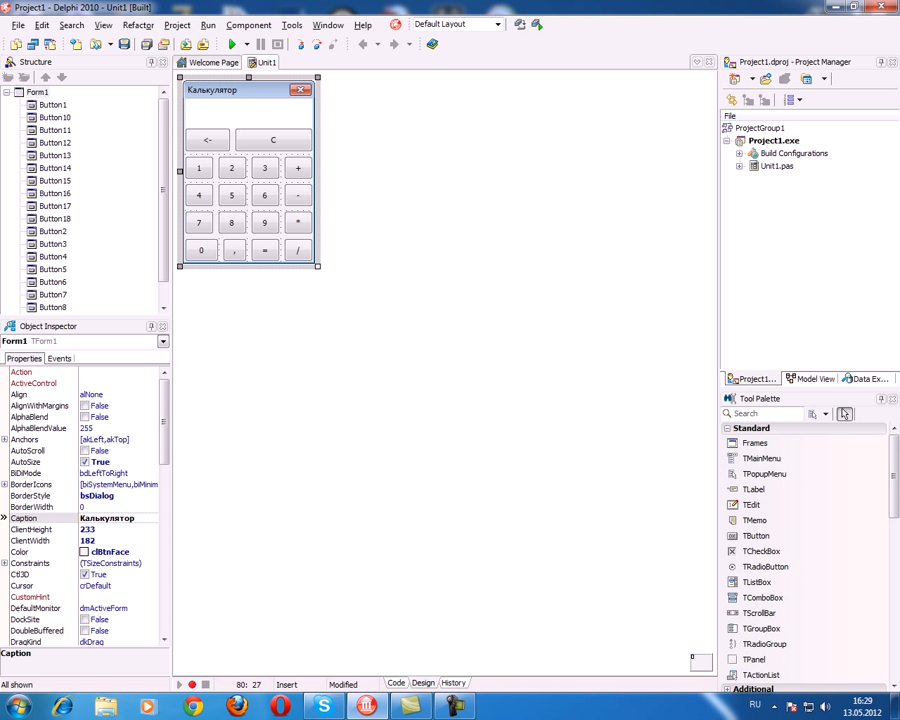 Project1 - Delphi 2010 - Unit1 [Built]
File Edit Search View Refactor Project Run Component Tools Window Help Default Layout
Structure
Welcome Page Unit1
Form1
Button1
Button10
Button11
Button12
Button13
Button14
Button15
Button16
Button17
Button18
Button2
Button3
Button4
Button5
Button6
Button7
Button8
Калькулятор
<- C
1 2 3 +
4 5 6 -
7 8 9 *
0 , = /
Object Inspector
Form1 TForm1
Properties Events
Action
ActiveControl
Align alNone
AlignWithMargins False
AlphaBlend False
AlphaBlendValue 255
Anchors [akLeft,akTop]
AutoScroll False
AutoSize True
BiDiMode bdLeftToRight
BorderIcons [biSystemMenu,biMinim
BorderStyle bsDialog
BorderWidth 0
Caption Калькулятор
ClientHeight 233
ClientWidth 182
Color clBtnFace
Constraints (TSizeConstraints)
Ctl3D True
Cursor crDefault
CustomHint
DefaultMonitor dmActiveForm
DockSite False
DoubleBuffered False
DragKind dkDrag
Caption
All shown
80: 27 Insert Modified Code Design History
Project1.dproj - Project Manager
File
ProjectGroup1
Project1.exe
Build Configurations
Unit1.pas
Project1... Model View Data Ex...
Tool Palette
Search
Standard
Frames
TMainMenu
TPopupMenu
TLabel
TEdit
TMemo
TButton
TCheckBox
TRadioButton
TListBox
TComboBox
TScrollBar
TGroupBox
TRadioGroup
TPanel
TActionList
Additional
RU
16:29
13.05.2012